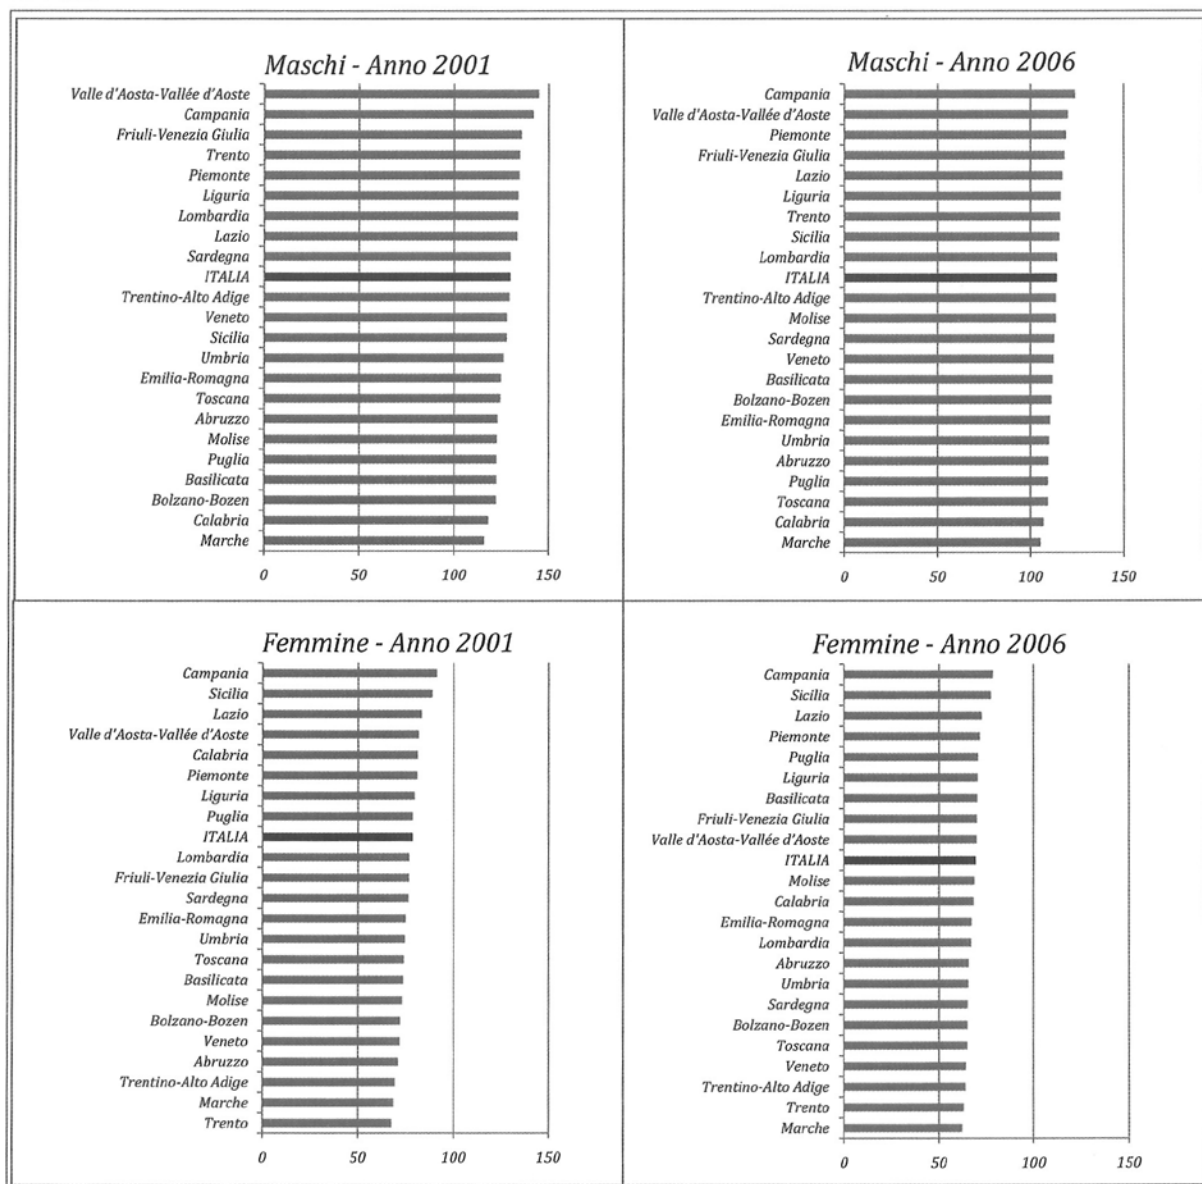 Maschi - Anno 2001
Valle d'Aosta-Vallée d'Aoste
Campania
Friuli-Venezia Giulia
Trento
Piemonte
Liguria
Lombardia
Lazio
Sardegna
ITALIA
Trentino-Alto Adige
Veneto
Sicilia
Umbria
Emilia-Romagna
Toscana
Abruzzo
Molise
Puglia
Basilicata
Bolzano-Bozen
Calabria
Marche
0 50 100 150
Maschi - Anno 2006
Campania
Valle d'Aosta-Vallée d'Aoste
Piemonte
Friuli-Venezia Giulia
Lazio
Liguria
Trento
Sicilia
Lombardia
ITALIA
Trentino-Alto Adige
Molise
Sardegna
Veneto
Basilicata
Bolzano-Bozen
Emilia-Romagna
Umbria
Abruzzo
Puglia
Toscana
Calabria
Marche
0 50 100 150
Femmine - Anno 2001
Campania
Sicilia
Lazio
Valle d'Aosta-Vallée d'Aoste
Calabria
Piemonte
Liguria
Puglia
ITALIA
Lombardia
Friuli-Venezia Giulia
Sardegna
Emilia-Romagna
Umbria
Toscana
Basilicata
Molise
Bolzano-Bozen
Veneto
Abruzzo
Trentino-Alto Adige
Marche
Trento
0 50 100 150
Femmine - Anno 2006
Campania
Sicilia
Lazio
Piemonte
Puglia
Liguria
Basilicata
Friuli-Venezia Giulia
Valle d'Aosta-Vallée d'Aoste
ITALIA
Molise
Calabria
Emilia-Romagna
Lombardia
Abruzzo
Umbria
Sardegna
Bolzano-Bozen
Toscana
Veneto
Trentino-Alto Adige
Trento
Marche
0 50 100 150